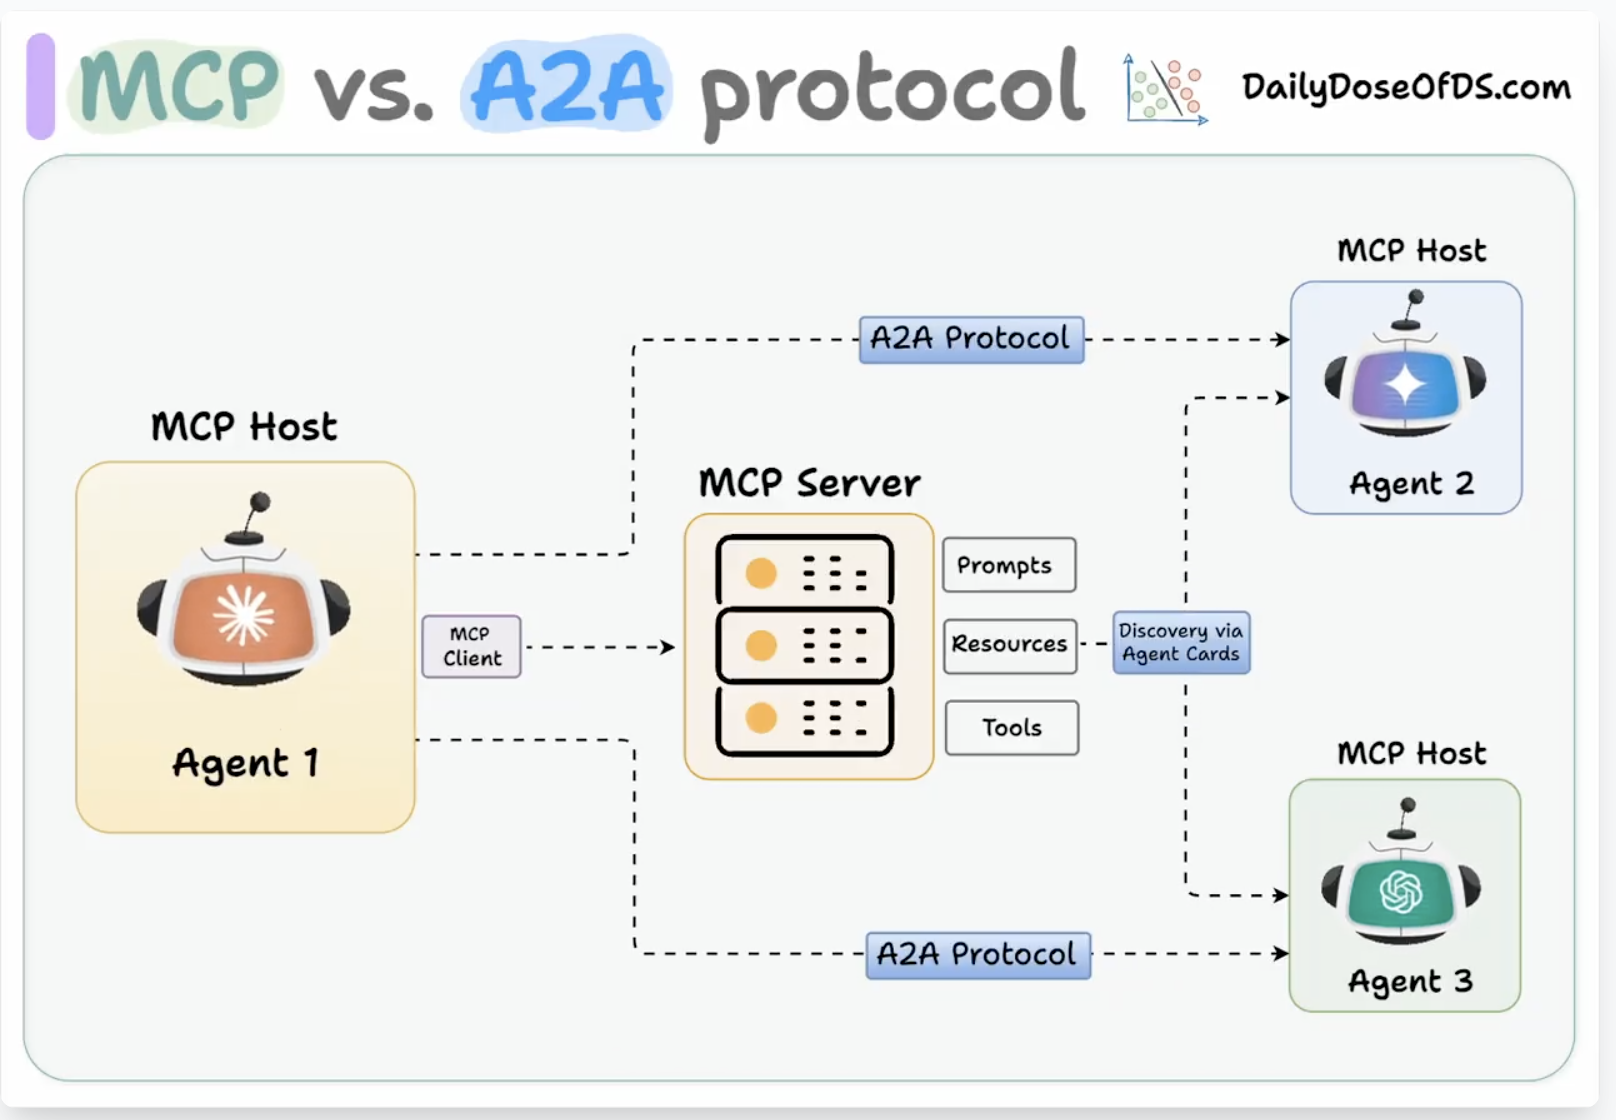 MCP vs. A2A protocol
DailyDoseOfDS.com
MCP Host
A2A Protocol
Agent 2
MCP Host
Agent 1
MCP
Client
MCP Server
Prompts
Resources
Tools
Discovery via
Agent Cards
MCP Host
A2A Protocol
Agent 3